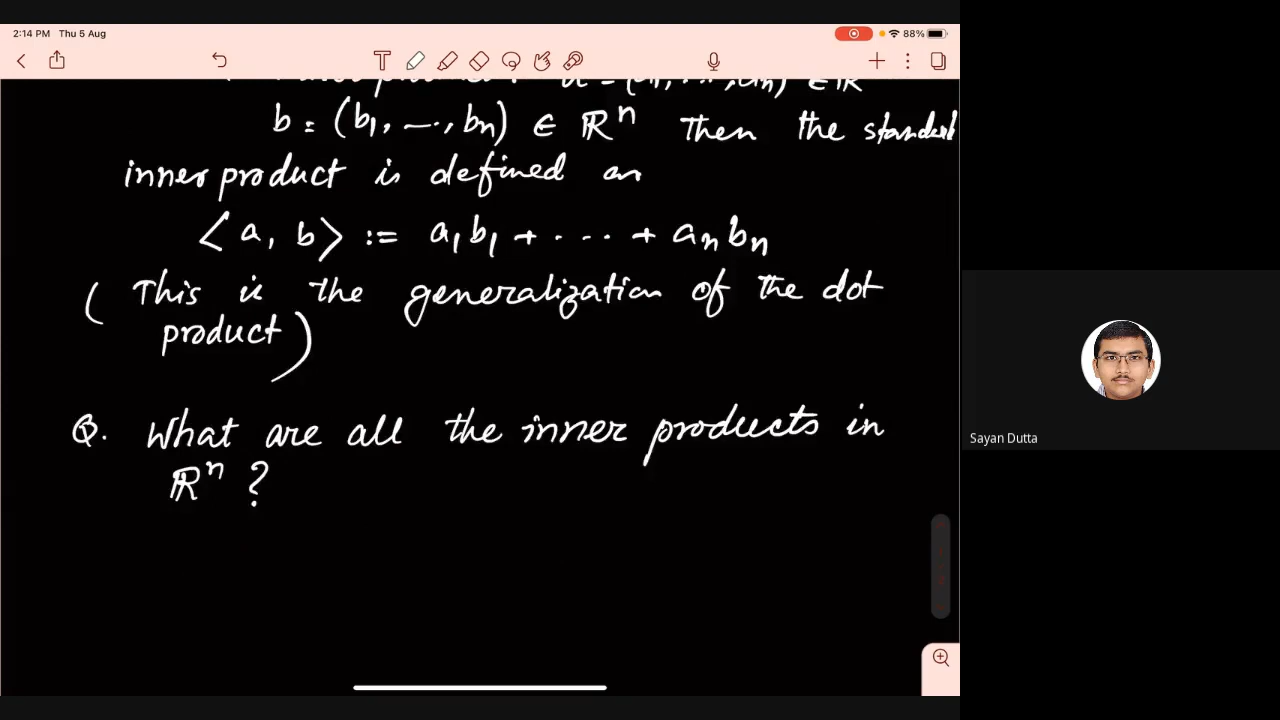 2:14 PM Thu 5 Aug
88%
b = (b1, ..., bn) ∈ ℝⁿ Then the standard
inner product is defined as
⟨ a, b ⟩ := a1b1 + ... + anbn
( This is the generalization of the dot
product )
Q. What are all the inner products in
ℝⁿ ?
Sayan Dutta